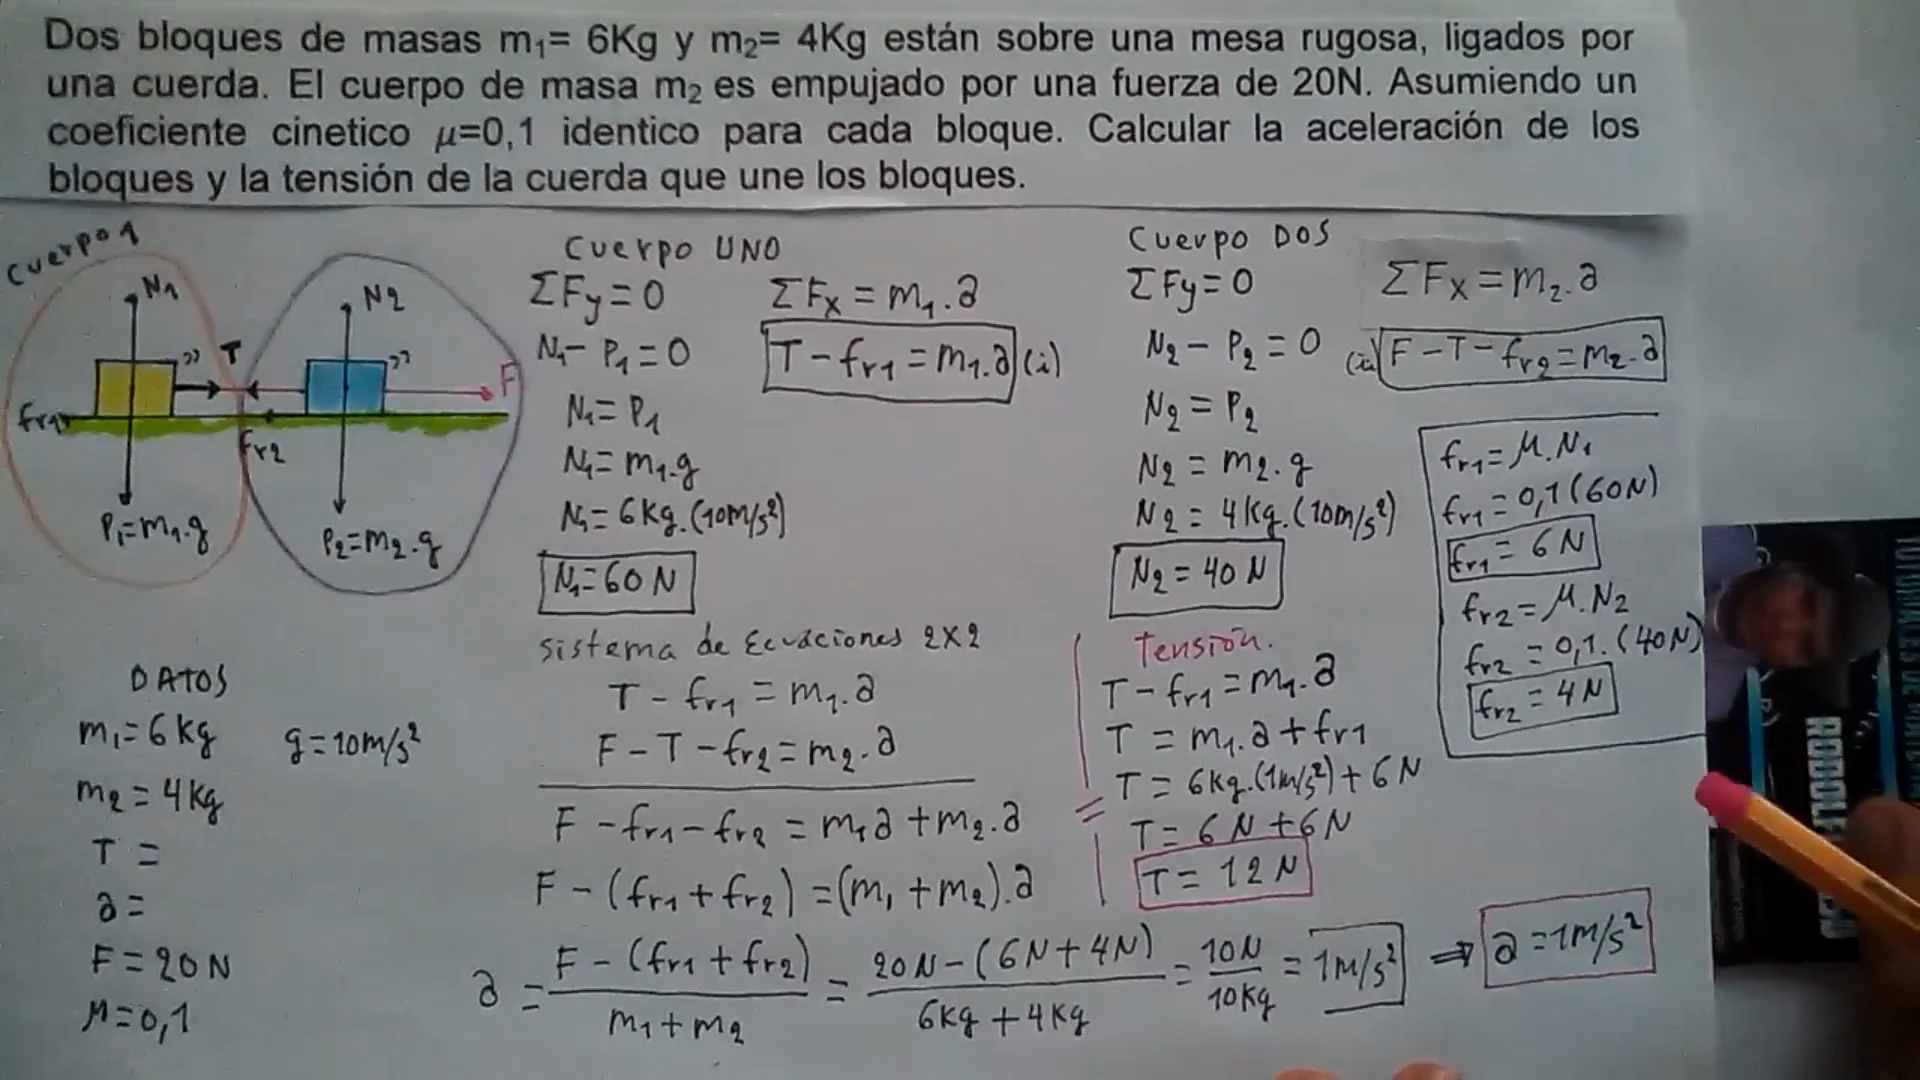 Dos bloques de masas m₁= 6Kg y m₂= 4Kg están sobre una mesa rugosa, ligados por
una cuerda. El cuerpo de masa m₂ es empujado por una fuerza de 20N. Asumiendo un
coeficiente cinetico μ=0,1 identico para cada bloque. Calcular la aceleración de los
bloques y la tensión de la cuerda que une los bloques.
Cuerpo 1
N₁
N2
T
F
fr₁
fr2
P₁=m₁.g
P₂=m₂.g
DATOS
m₁=6kg
g=10m/s²
m₂=4kg
T=
a=
F=20N
M=0,1
Cuerpo UNO
ΣFy=0
N₁-P₁=0
N₁=P₁
N₁=m₁.g
N₁=6kg.(10m/s²)
N₁=60N
ΣFx=m₁.a
T-fr₁=m₁.a (i)
Cuerpo DOS
ΣFy=0
N₂-P₂=0
N₂=P₂
N₂=m₂.g
N₂=4kg.(10m/s²)
N₂=40N
ΣFx=m₂.a
(ii) F-T-fr₂=m₂.a
fr₁=M.N₁
fr₁=0,1(60N)
fr₁=6N
fr₂=M.N₂
fr₂=0,1.(40N)
fr₂=4N
sistema de Ecuaciones 2x2
T-fr₁=m₁.a
F-T-fr₂=m₂.a
F-fr₁-fr₂=m₁a+m₂.a
F-(fr₁+fr₂)=(m₁+m₂).a
a=F-(fr₁+fr₂)/m₁+m₂=20N-(6N+4N)/6kg+4kg=10N/10kg=1m/s² ⇒ a=1m/s²
Tensión.
T-fr₁=m₁.a
T=m₁.a+fr₁
T=6kg.(1m/s²)+6N
T=6N+6N
T=12N